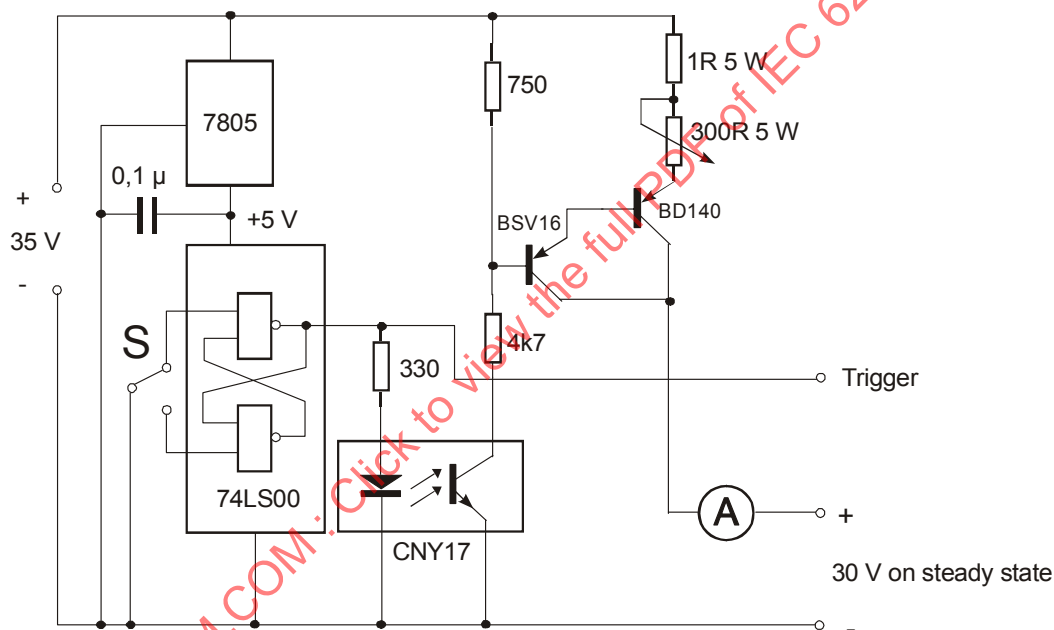 1R 5 W
750
7805
300R 5 W
0,1 µ
+
35 V
-
+5 V
BSV16
BD140
S
4k7
330
Trigger
74LS00
CNY17
A
+
30 V on steady state
-
M.COM : Click to view the full PDF of IEC 62